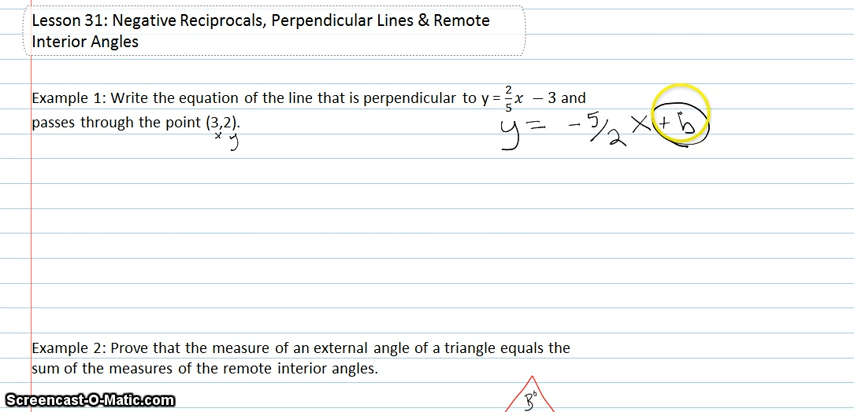 Lesson 31: Negative Reciprocals, Perpendicular Lines & Remote
Interior Angles
Example 1: Write the equation of the line that is perpendicular to y = 2/5 x − 3 and
passes through the point (3,2).
x y
y = - 5/2 x + b
Example 2: Prove that the measure of an external angle of a triangle equals the
sum of the measures of the remote interior angles.
B°
Screencast-O-Matic.com